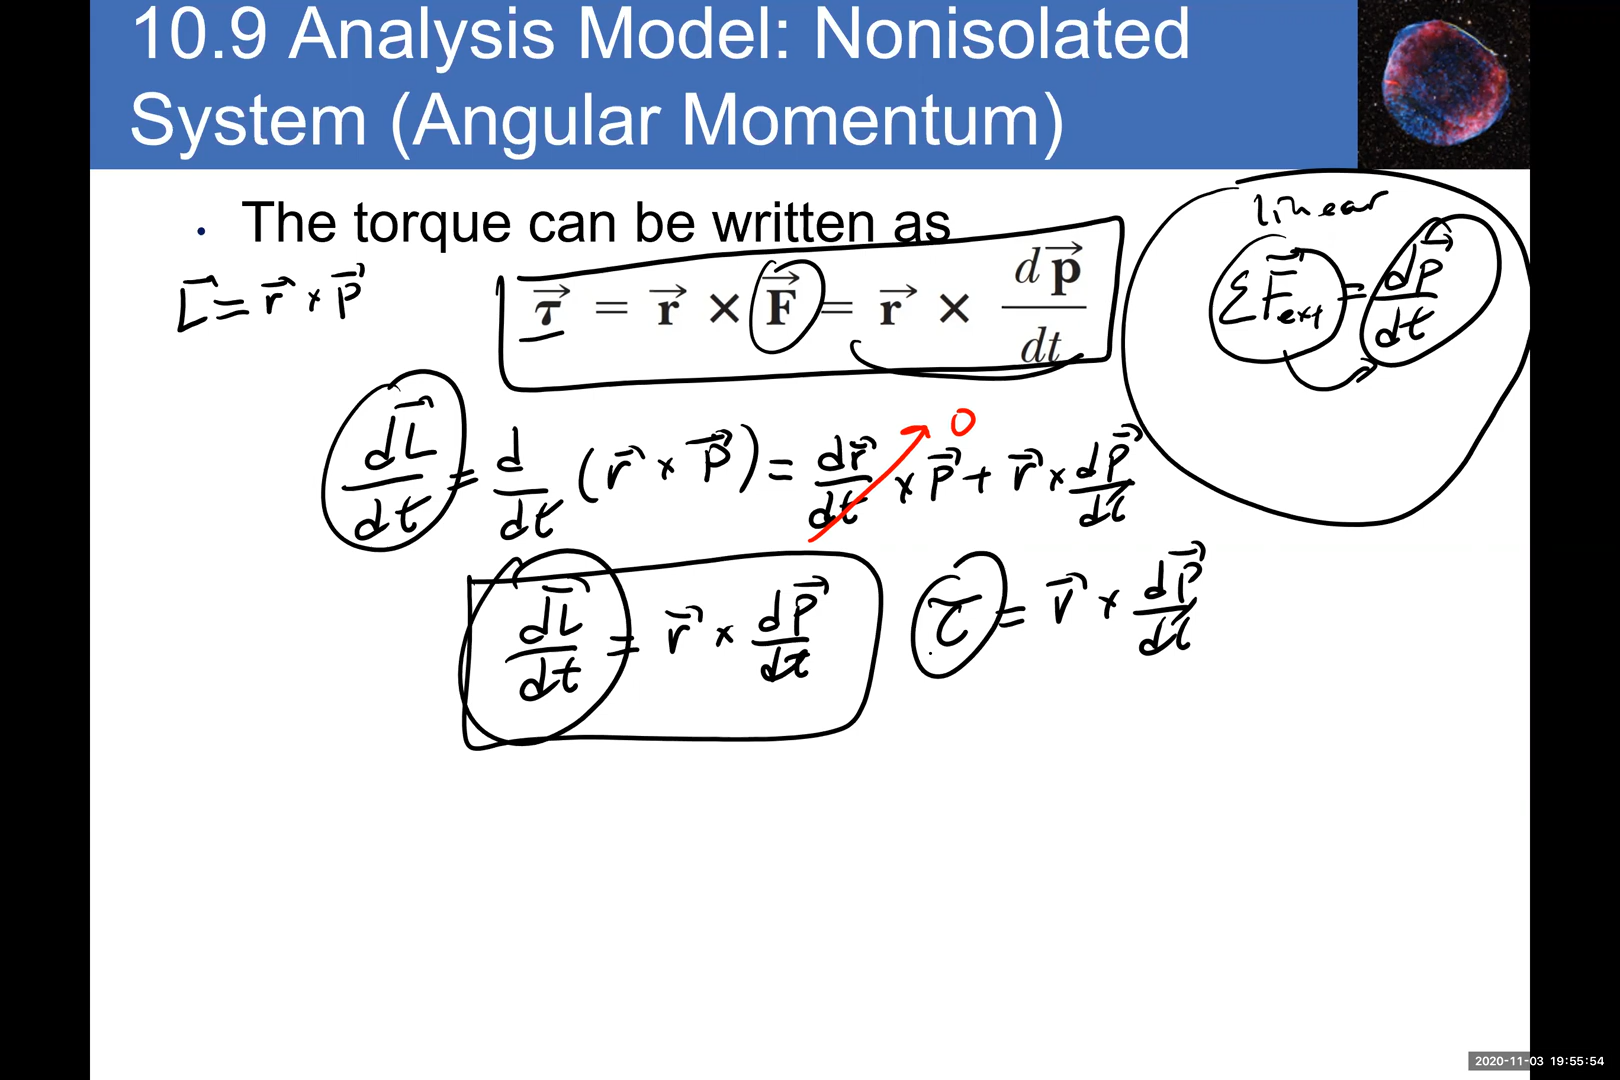 10.9 Analysis Model: Nonisolated
System (Angular Momentum)
linear
• The torque can be written as
ΣF⃗ext = dp⃗/dt
L⃗ = r⃗ × p⃗
τ⃗ = r⃗ × F⃗ = r⃗ × dp⃗/dt
0
dL⃗/dt = d/dt (r⃗ × p⃗) = dr⃗/dt × p⃗ + r⃗ × dp⃗/dt
dL⃗/dt = r⃗ × dp⃗/dt
τ = r⃗ × dp⃗/dt
2020-11-03 19:55:54